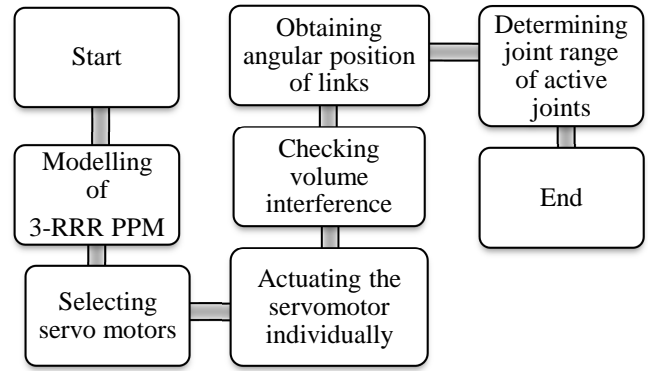 Start
Modelling
of
3-RRR PPM
Selecting
servo motors
Actuating the
servomotor
individually
Checking
volume
interference
Obtaining
angular position
of links
Determining
joint range
of active
joints
End